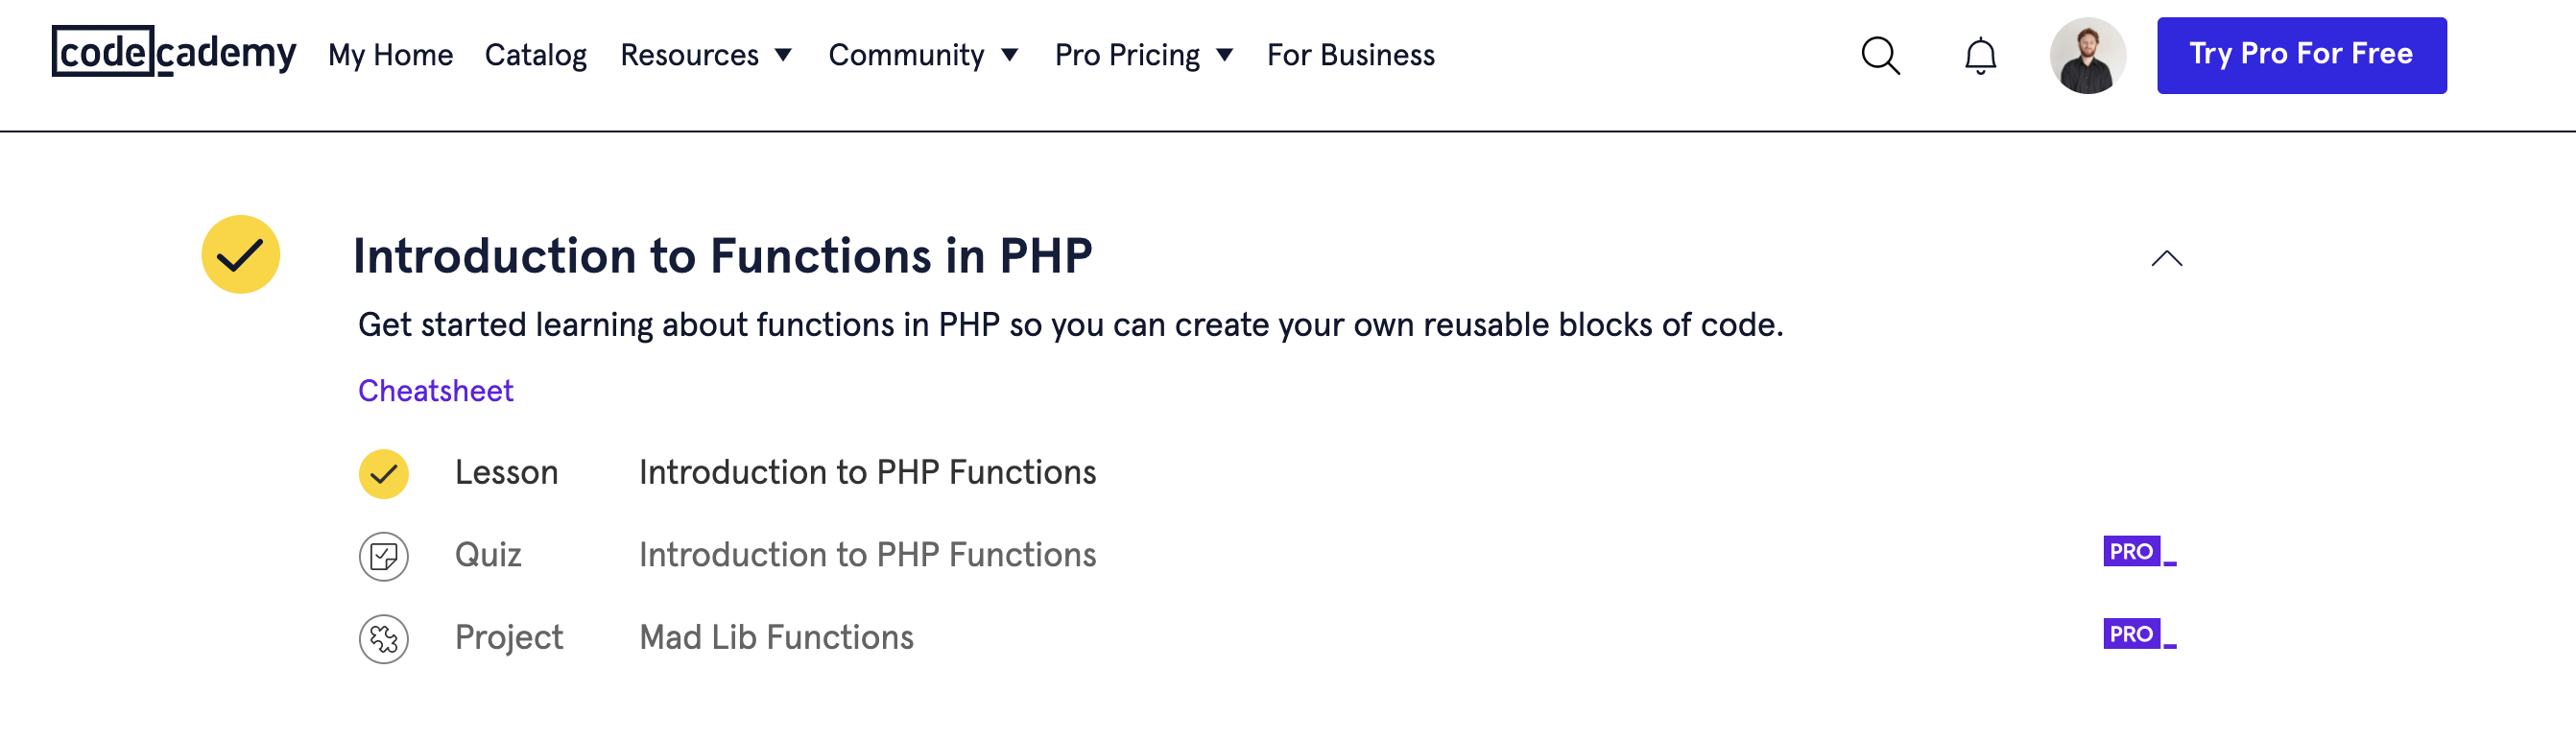 codecademy My Home Catalog Resources Community Pro Pricing For Business Try Pro For Free
Introduction to Functions in PHP
Get started learning about functions in PHP so you can create your own reusable blocks of code.
Cheatsheet
Lesson Introduction to PHP Functions
Quiz Introduction to PHP Functions PRO
Project Mad Lib Functions PRO